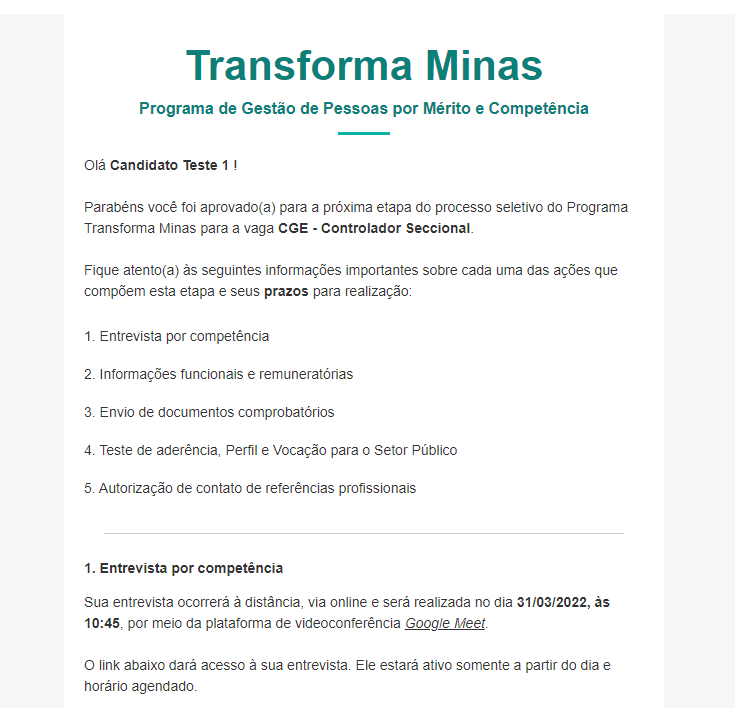 Transforma Minas
Programa de Gestão de Pessoas por Mérito e Competência
Olá Candidato Teste 1 !
Parabéns você foi aprovado(a) para a próxima etapa do processo seletivo do Programa
Transforma Minas para a vaga CGE - Controlador Seccional.
Fique atento(a) às seguintes informações importantes sobre cada uma das ações que
compõem esta etapa e seus prazos para realização:
1. Entrevista por competência
2. Informações funcionais e remuneratórias
3. Envio de documentos comprobatórios
4. Teste de aderência, Perfil e Vocação para o Setor Público
5. Autorização de contato de referências profissionais
1. Entrevista por competência
Sua entrevista ocorrerá à distância, via online e será realizada no dia 31/03/2022, às
10:45, por meio da plataforma de videoconferência Google Meet.
O link abaixo dará acesso à sua entrevista. Ele estará ativo somente a partir do dia e
horário agendado.